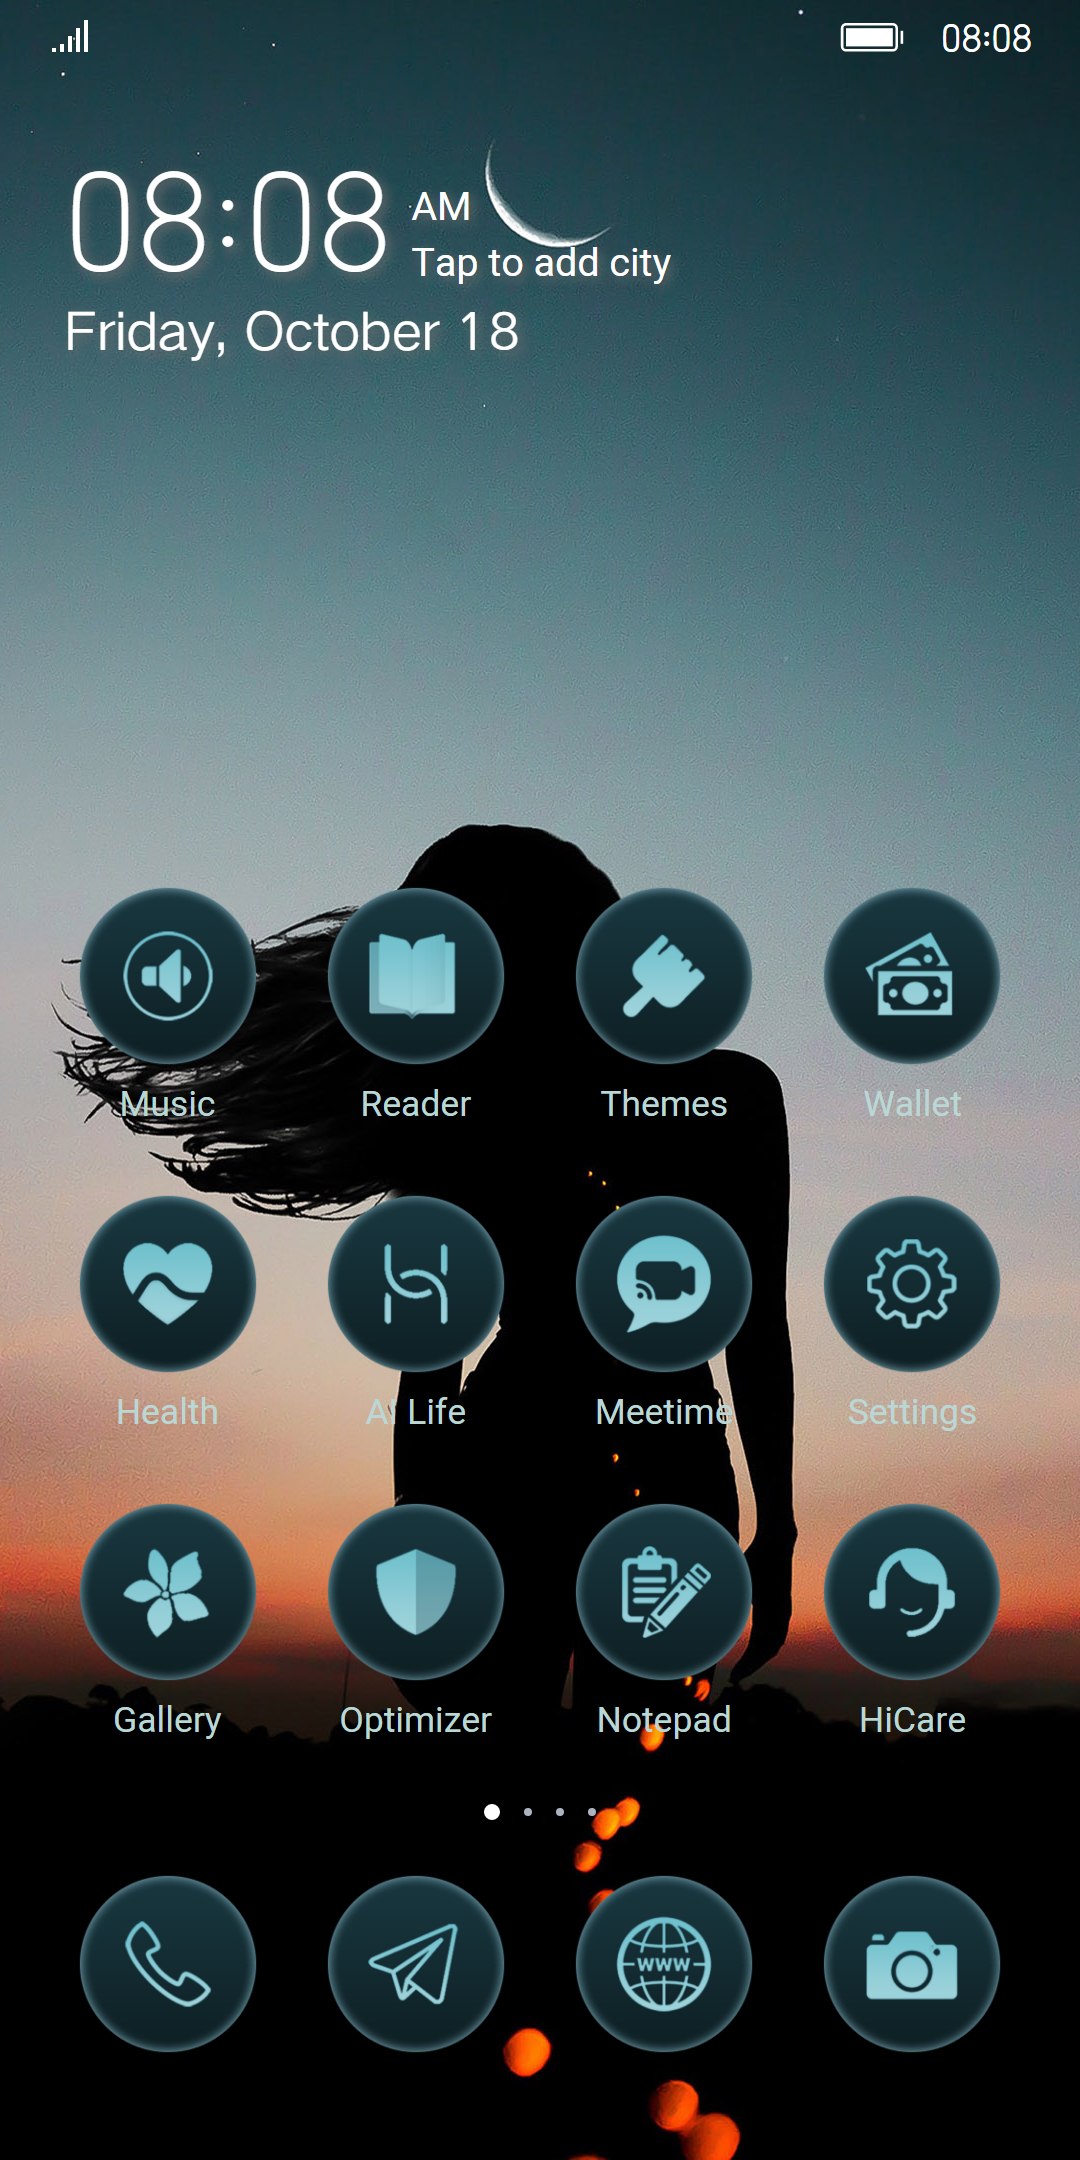 08:08
08:08 AM
Tap to add city
Friday, October 18
Music Reader Themes Wallet
Health AI Life Meetime Settings
Gallery Optimizer Notepad HiCare
WWW